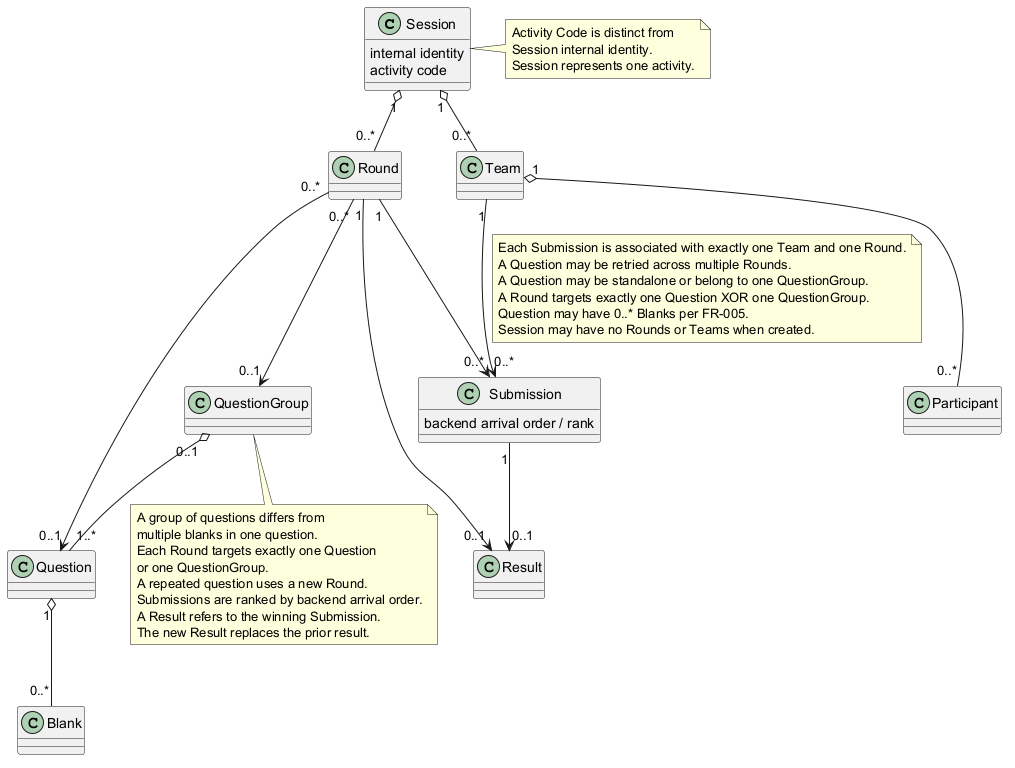 C Session
internal identity
activity code
Activity Code is distinct from
Session internal identity.
Session represents one activity.
1
1
0..*
0..*
C Round
C Team
0..*
0..*
1
1
1
1
Each Submission is associated with exactly one Team and one Round.
A Question may be retried across multiple Rounds.
A Question may be standalone or belong to one QuestionGroup.
A Round targets exactly one Question XOR one QuestionGroup.
Question may have 0..* Blanks per FR-005.
Session may have no Rounds or Teams when created.
0..1
0..*
0..*
0..*
C QuestionGroup
C Submission
backend arrival order / rank
C Participant
0..1
1
A group of questions differs from
multiple blanks in one question.
Each Round targets exactly one Question
or one QuestionGroup.
A repeated question uses a new Round.
Submissions are ranked by backend arrival order.
A Result refers to the winning Submission.
The new Result replaces the prior result.
0..1
1..*
0..1
0..1
C Question
C Result
1
0..*
C Blank